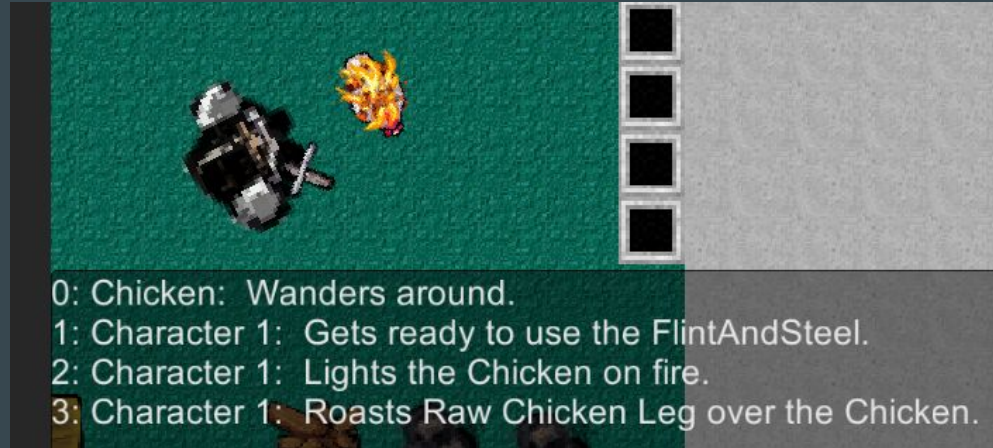 0: Chicken:  Wanders around.
1: Character 1:  Gets ready to use the FlintAndSteel.
2: Character 1:  Lights the Chicken on fire.
3: Character 1:  Roasts Raw Chicken Leg over the Chicken.